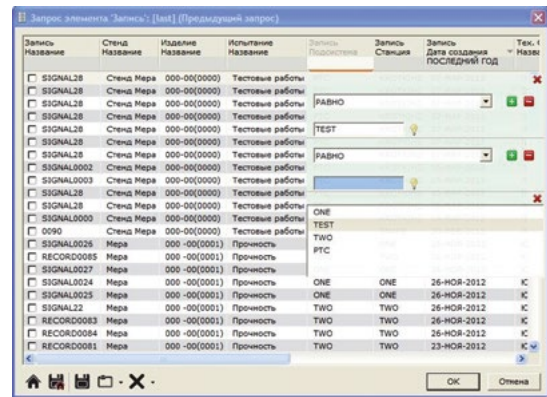 Запрос элемента 'Запись': [last] (Предыдущий запрос)
Запись Название Стенд Название Изделие Название Испытание Название Запись Подсистема Запись Станция Запись Дата создания ПОСЛЕДНИЙ ГОД Тех.
SIGNAL28 Стенд Мера 000-00(0000) Тестовые работы
SIGNAL28 Стенд Мера 000-00(0000) Тестовые работы
РАВНО
SIGNAL28 Стенд Мера 000-00(0000) Тестовые работы
SIGNAL28 Стенд Мера 000-00(0000) Тестовые работы
TEST
SIGNAL28 Стенд Мера 000-00(0000) Тестовые работы
SIGNAL28 Стенд Мера 000-00(0000) Тестовые работы
РАВНО
SIGNAL28 Стенд Мера 000-00(0000) Тестовые работы
SIGNAL0002 Стенд Мера 000-00(0000) Тестовые работы
SIGNAL0003 Стенд Мера 000-00(0000) Тестовые работы
SIGNAL28 Стенд Мера 000-00(0000) Тестовые работы
SIGNAL28 Стенд Мера 000-00(0000) Тестовые работы
ONE
SIGNAL0000 Стенд Мера 000-00(0000) Тестовые работы
TEST
0090 Стенд Мера 000-00(0000) Тестовые работы
TWO
SIGNAL0026 Мера 000 -00(0001) Прочность
РТС
RECORD0085 Мера 000 -00(0001) Прочность
SIGNAL0027 Мера 000 -00(0001) Прочность
SIGNAL0024 Мера 000 -00(0001) Прочность ONE ONE 26-НОЯ-2012
SIGNAL0025 Мера 000 -00(0001) Прочность ONE ONE 26-НОЯ-2012
SIGNAL22 Мера 000 -00(0001) Прочность TWO TWO 26-НОЯ-2012
RECORD0083 Мера 000 -00(0001) Прочность TWO TWO 26-НОЯ-2012
RECORD0084 Мера 000 -00(0001) Прочность TWO TWO 26-НОЯ-2012
RECORD0081 Мера 000 -00(0001) Прочность TWO TWO 23-НОЯ-2012
ОК Отмена